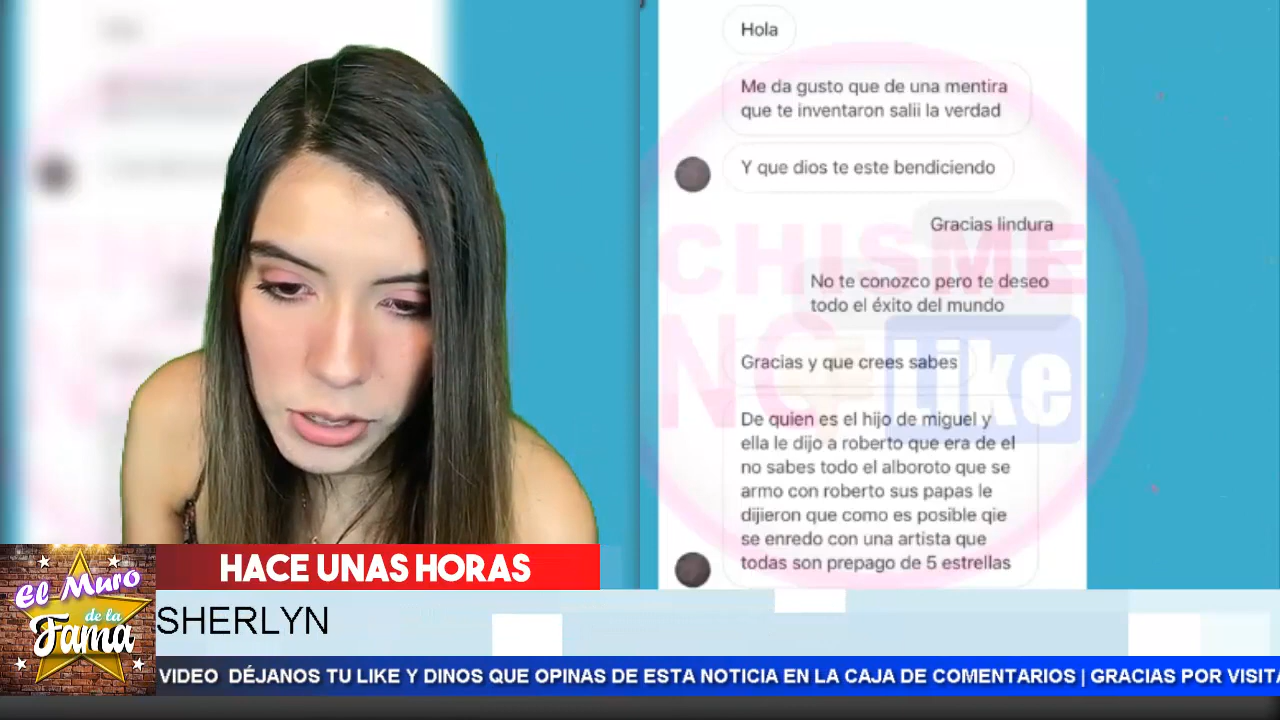 Hola
Me da gusto que de una mentira
que te inventaron salii la verdad
Y que dios te este bendiciendo
Gracias lindura
No te conozco pero te deseo
todo el éxito del mundo
Gracias y que crees sabes
De quien es el hijo de miguel y
ella le dijo a roberto que era de el
no sabes todo el alboroto que se
armo con roberto sus papas le
dijieron que como es posible qie
se enredo con una artista que
todas son prepago de 5 estrellas
CHISME
NO Like
HACE UNAS HORAS
El Muro
de la
Fama
SHERLYN
VIDEO DÉJANOS TU LIKE Y DINOS QUE OPINAS DE ESTA NOTICIA EN LA CAJA DE COMENTARIOS | GRACIAS POR VISITA